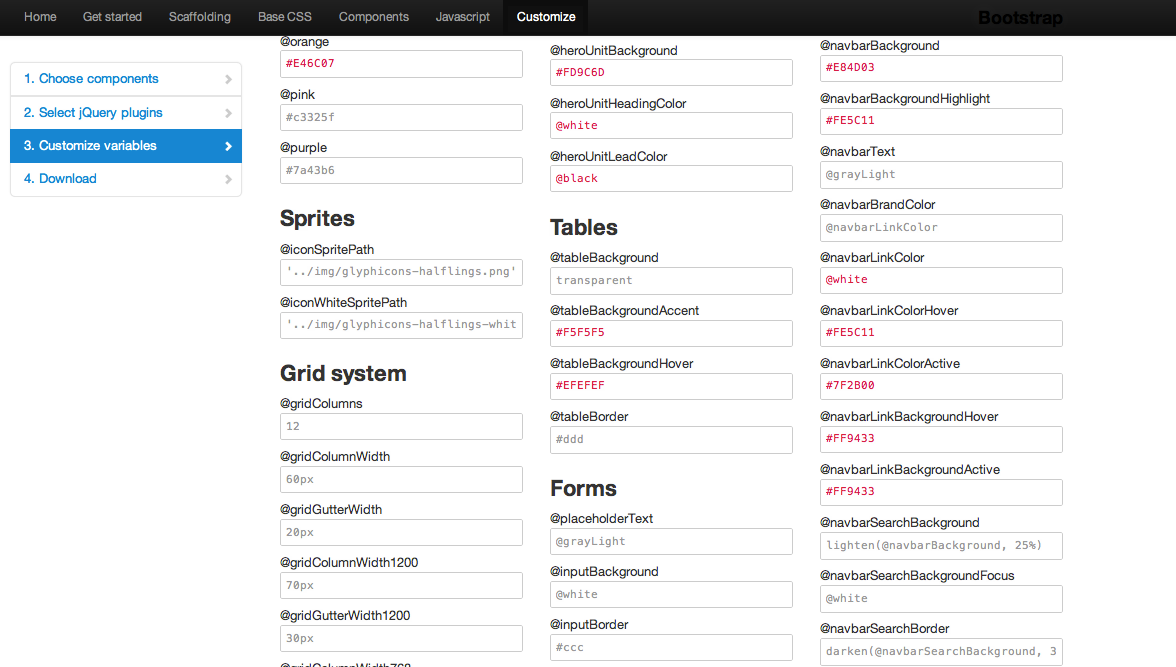 Home Get started Scaffolding Base CSS Components Javascript Customize Bootstrap
1. Choose components
2. Select jQuery plugins
3. Customize variables
4. Download
@orange
#E46C07
@pink
#c3325f
@purple
#7a43b6
Sprites
@iconSpritePath
'../img/glyphicons-halflings.png'
@iconWhiteSpritePath
'../img/glyphicons-halflings-whit
Grid system
@gridColumns
12
@gridColumnWidth
60px
@gridGutterWidth
20px
@gridColumnWidth1200
70px
@gridGutterWidth1200
30px
@gridColumnWidth768
@heroUnitBackground
#FD9C6D
@heroUnitHeadingColor
@white
@heroUnitLeadColor
@black
Tables
@tableBackground
transparent
@tableBackgroundAccent
#F5F5F5
@tableBackgroundHover
#EFEFEF
@tableBorder
#ddd
Forms
@placeholderText
@grayLight
@inputBackground
@white
@inputBorder
#ccc
@navbarBackground
#E84D03
@navbarBackgroundHighlight
#FE5C11
@navbarText
@grayLight
@navbarBrandColor
@navbarLinkColor
@navbarLinkColor
@white
@navbarLinkColorHover
#FE5C11
@navbarLinkColorActive
#7F2B00
@navbarLinkBackgroundHover
#FF9433
@navbarLinkBackgroundActive
#FF9433
@navbarSearchBackground
lighten(@navbarBackground, 25%)
@navbarSearchBackgroundFocus
@white
@navbarSearchBorder
darken(@navbarSearchBackground, 3